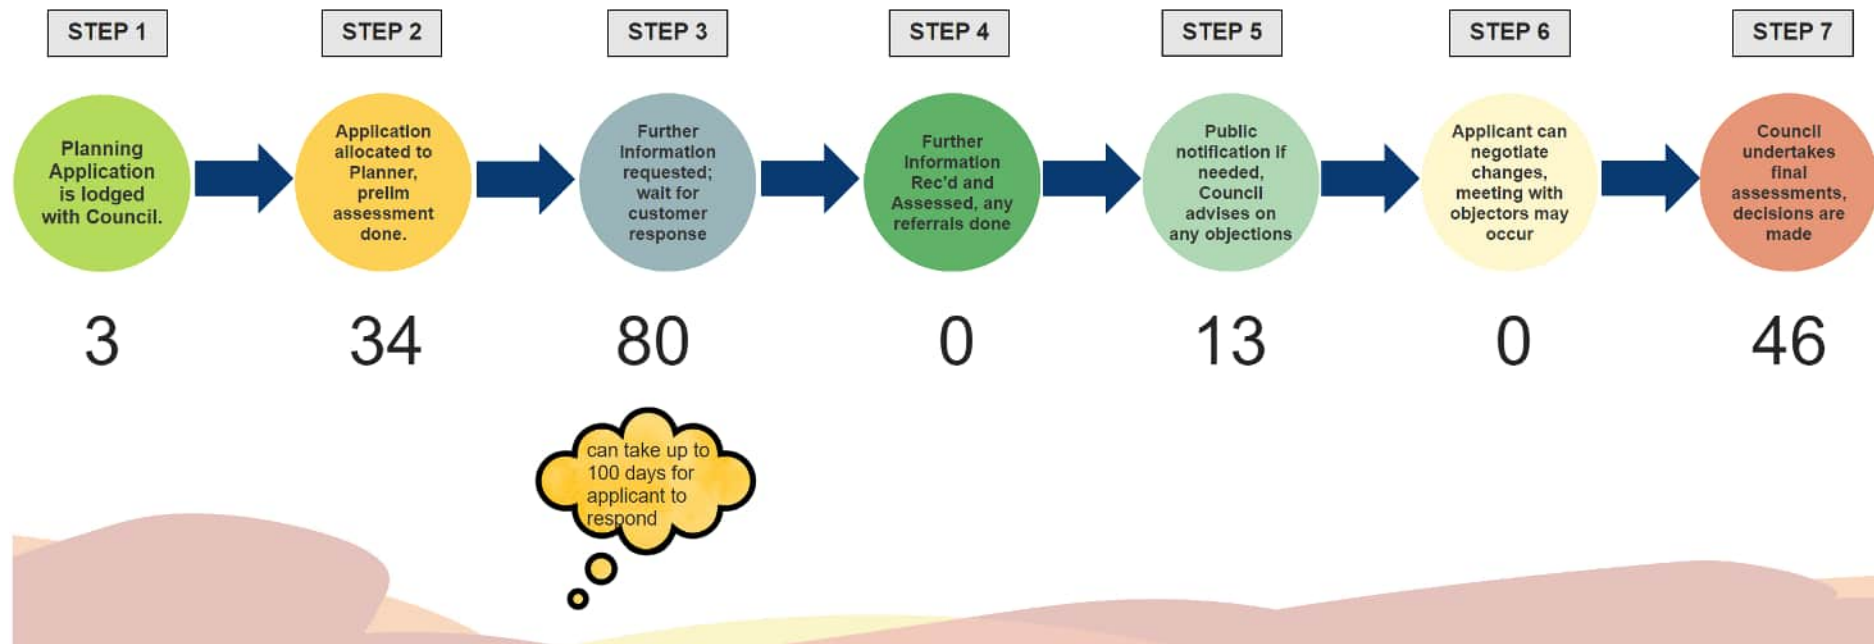 STEP 1
STEP 2
STEP 3
STEP 4
STEP 5
STEP 6
STEP 7
Planning
Application
is lodged
with Council.
Application
allocated to
Planner,
prelim
assessment
done.
Further
Information
requested;
wait for
customer
response
Further
Information
Rec'd and
Assessed, any
referrals done
Public
notification if
needed,
Council
advises on
any objections
Applicant can
negotiate
changes,
meeting with
objectors may
occur
Council
undertakes
final
assessments,
decisions are
made
3
34
80
0
13
0
46
can take up to
100 days for
applicant to
respond